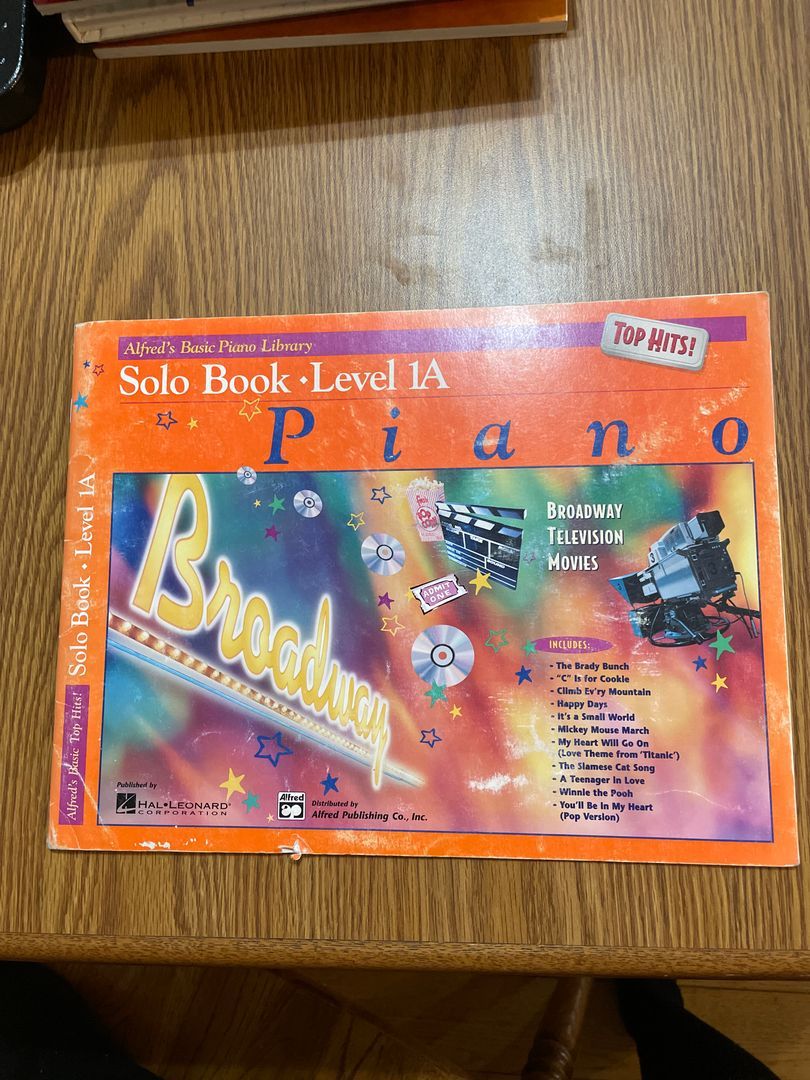 Alfred's Basic Piano Library
TOP HITS!
Solo Book • Level 1A
Piano
Solo Book • Level 1A
Alfred's Basic Top Hits!
Broadway
POP CORN
ADMIT ONE
BROADWAY
TELEVISION
MOVIES
3
INCLUDES:
- The Brady Bunch
- "C" Is for Cookie
- Climb Ev'ry Mountain
- Happy Days
- It's a Small World
- Mickey Mouse March
- My Heart Will Go On
(Love Theme from 'Titanic')
- The Siamese Cat Song
- A Teenager In Love
- Winnie the Pooh
- You'll Be In My Heart
(Pop Version)
Published by
HAL•LEONARD
CORPORATION
Alfred
Distributed by
Alfred Publishing Co., Inc.